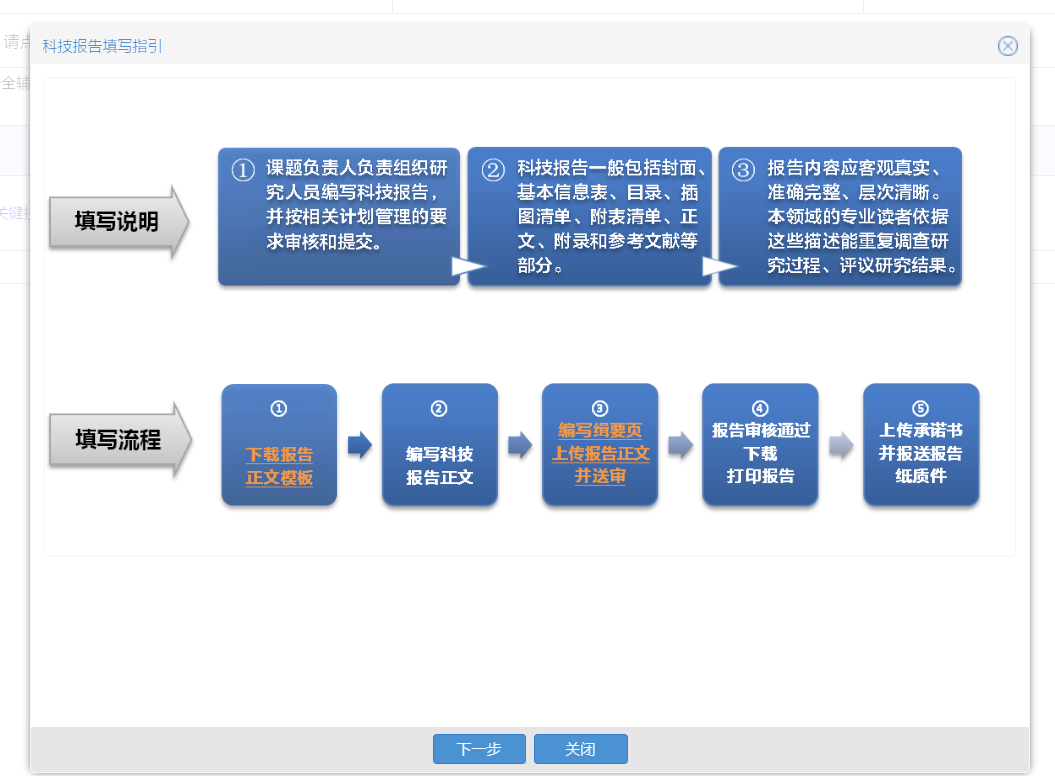 请点
科技报告填写指引
全辅
关键技
填写说明
① 课题负责人负责组织研
究人员编写科技报告，
并按相关计划管理的要
求审核和提交。
② 科技报告一般包括封面、
基本信息表、目录、插
图清单、附表清单、正
文、附录和参考文献等
部分。
③ 报告内容应客观真实、
准确完整、层次清晰。
本领域的专业读者依据
这些描述能重复调查研
究过程、评议研究结果。
填写流程
①
下载报告
正文模板
②
编写科技
报告正文
③
编写缉要页
上传报告正文
并送审
④
报告审核通过
下载
打印报告
⑤
上传承诺书
并报送报告
纸质件
下一步
关闭